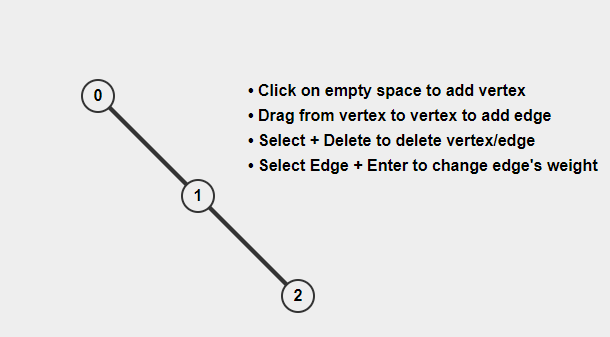 0
• Click on empty space to add vertex
• Drag from vertex to vertex to add edge
• Select + Delete to delete vertex/edge
• Select Edge + Enter to change edge's weight
1
2